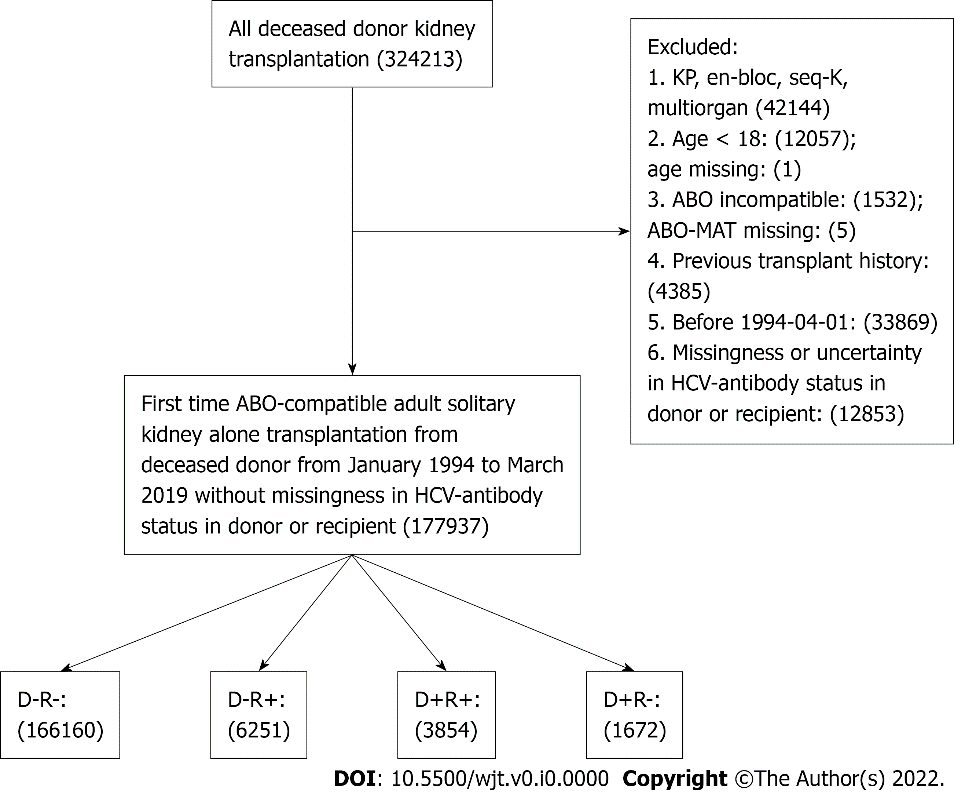 All deceased donor kidney
transplantation (324213)
Excluded:
1. KP, en-bloc, seq-K,
multiorgan (42144)
2. Age < 18: (12057);
age missing: (1)
3. ABO incompatible: (1532);
ABO-MAT missing: (5)
4. Previous transplant history:
(4385)
5. Before 1994-04-01: (33869)
6. Missingness or uncertainty
in HCV-antibody status in
donor or recipient: (12853)
First time ABO-compatible adult solitary
kidney alone transplantation from
deceased donor from January 1994 to March
2019 without missingness in HCV-antibody
status in donor or recipient (177937)
D-R-:
(166160)
D-R+:
(6251)
D+R+:
(3854)
D+R-:
(1672)
DOI: 10.5500/wjt.v0.i0.0000 Copyright ©The Author(s) 2022.